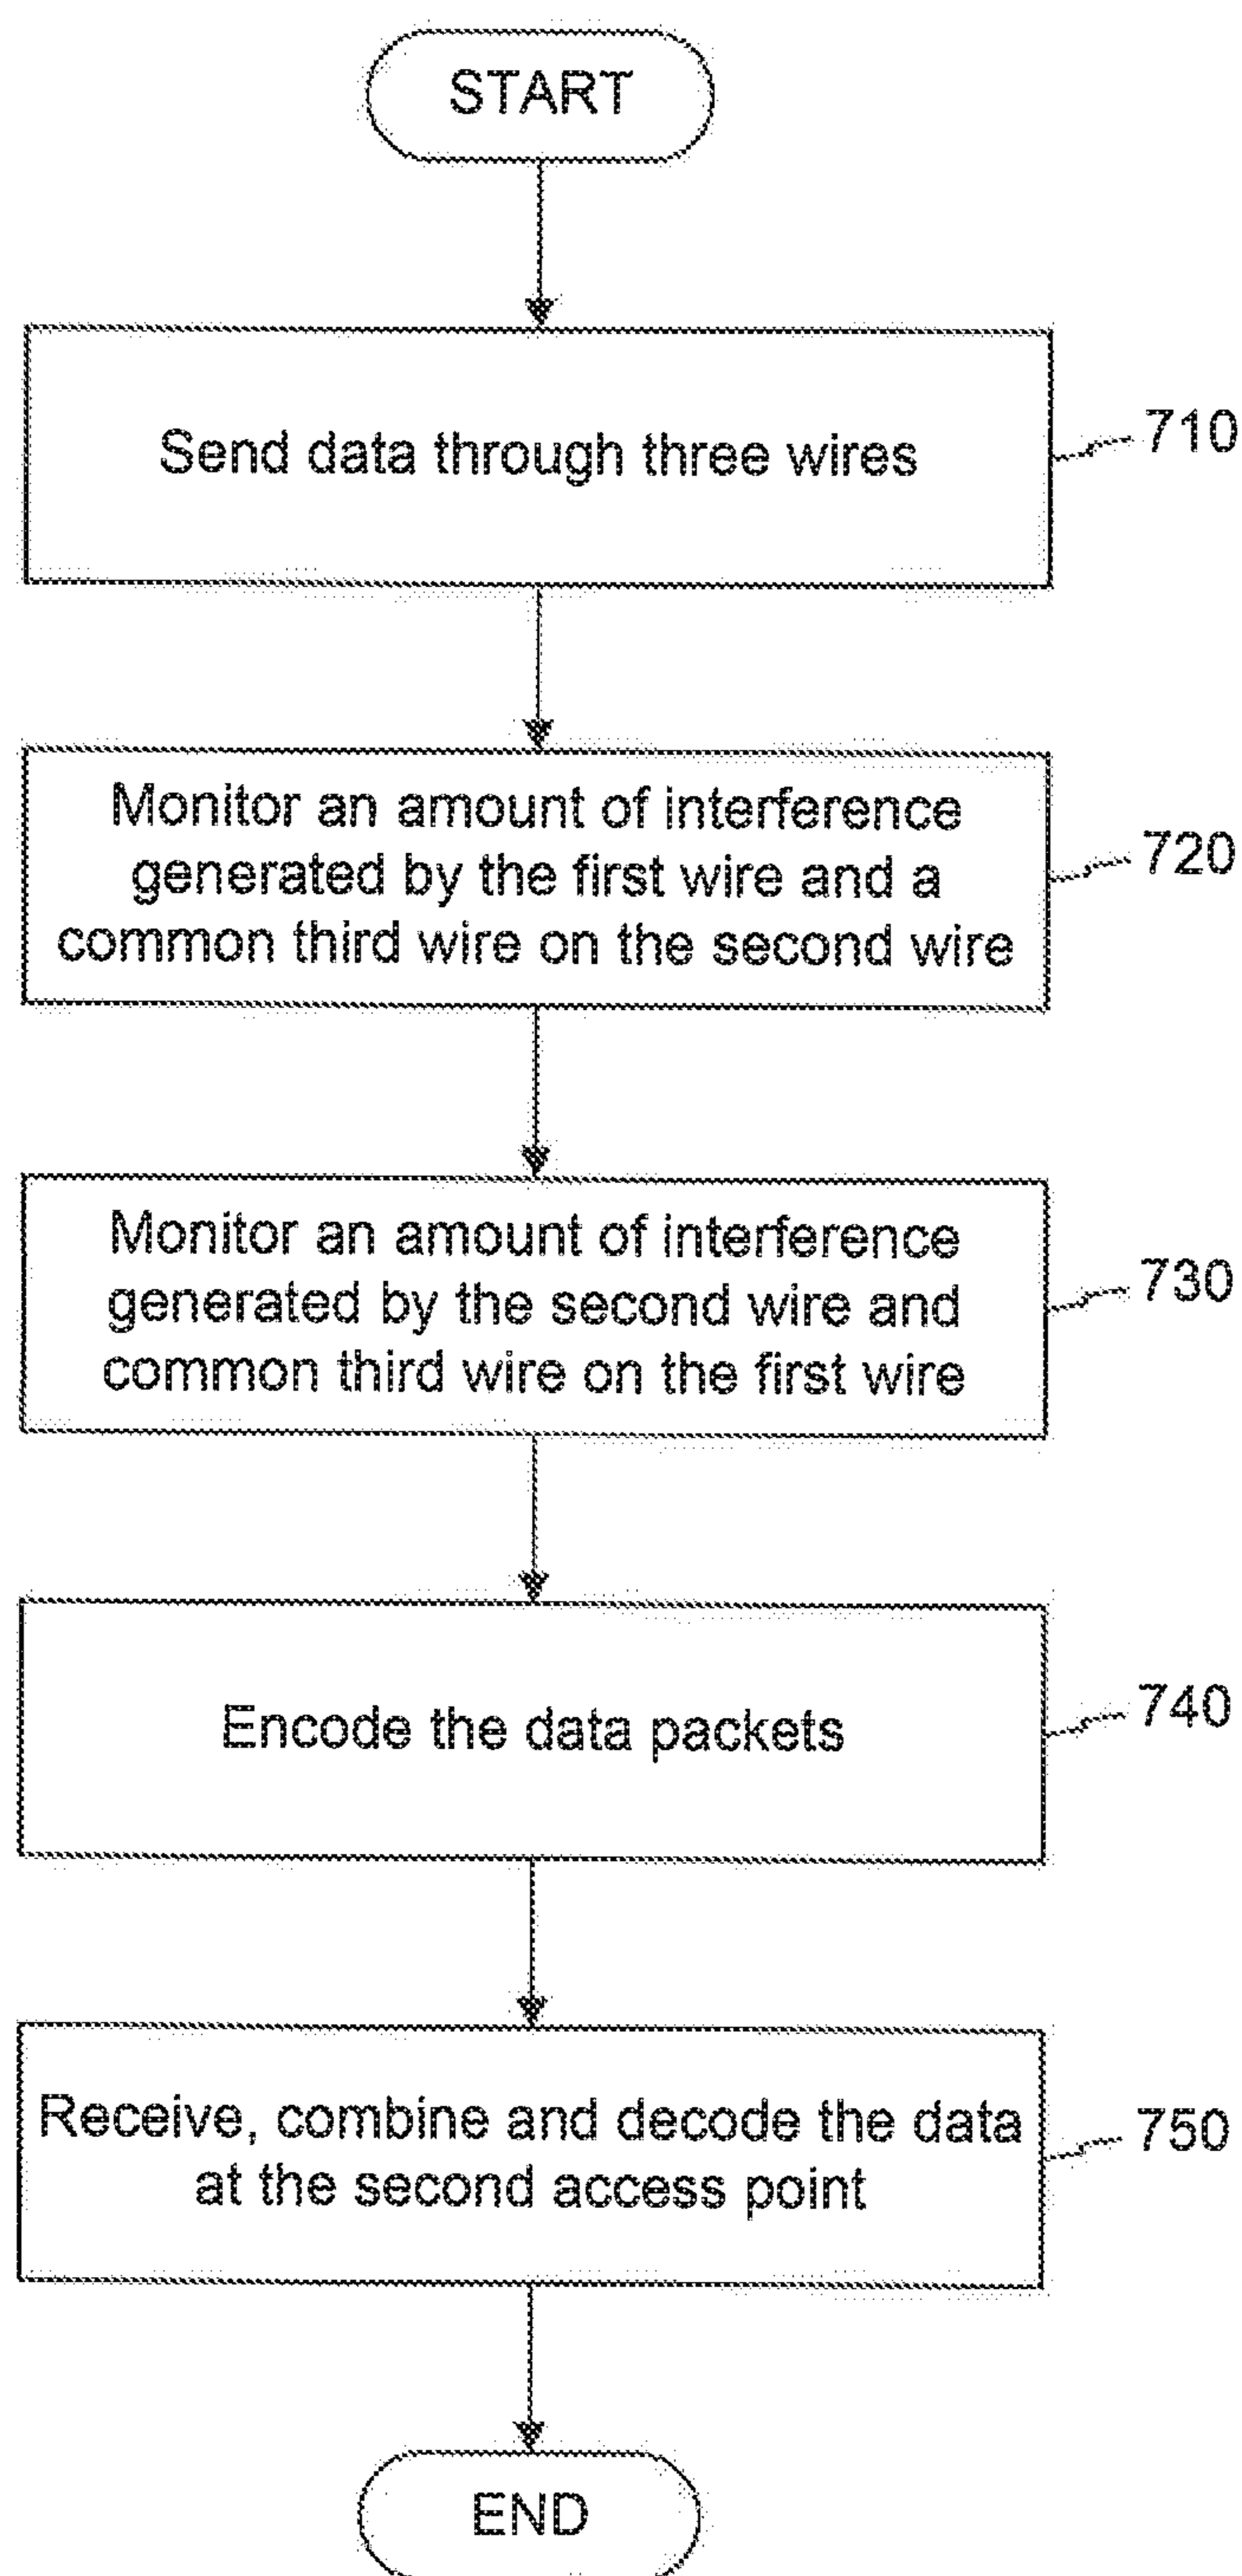 START
Send data through three wires
710
Monitor an amount of interference
generated by the first wire and a
common third wire on the second wire
720
Monitor an amount of interference
generated by the second wire and
common third wire on the first wire
730
Encode the data packets
740
Receive, combine and decode the data
at the second access point
750
END